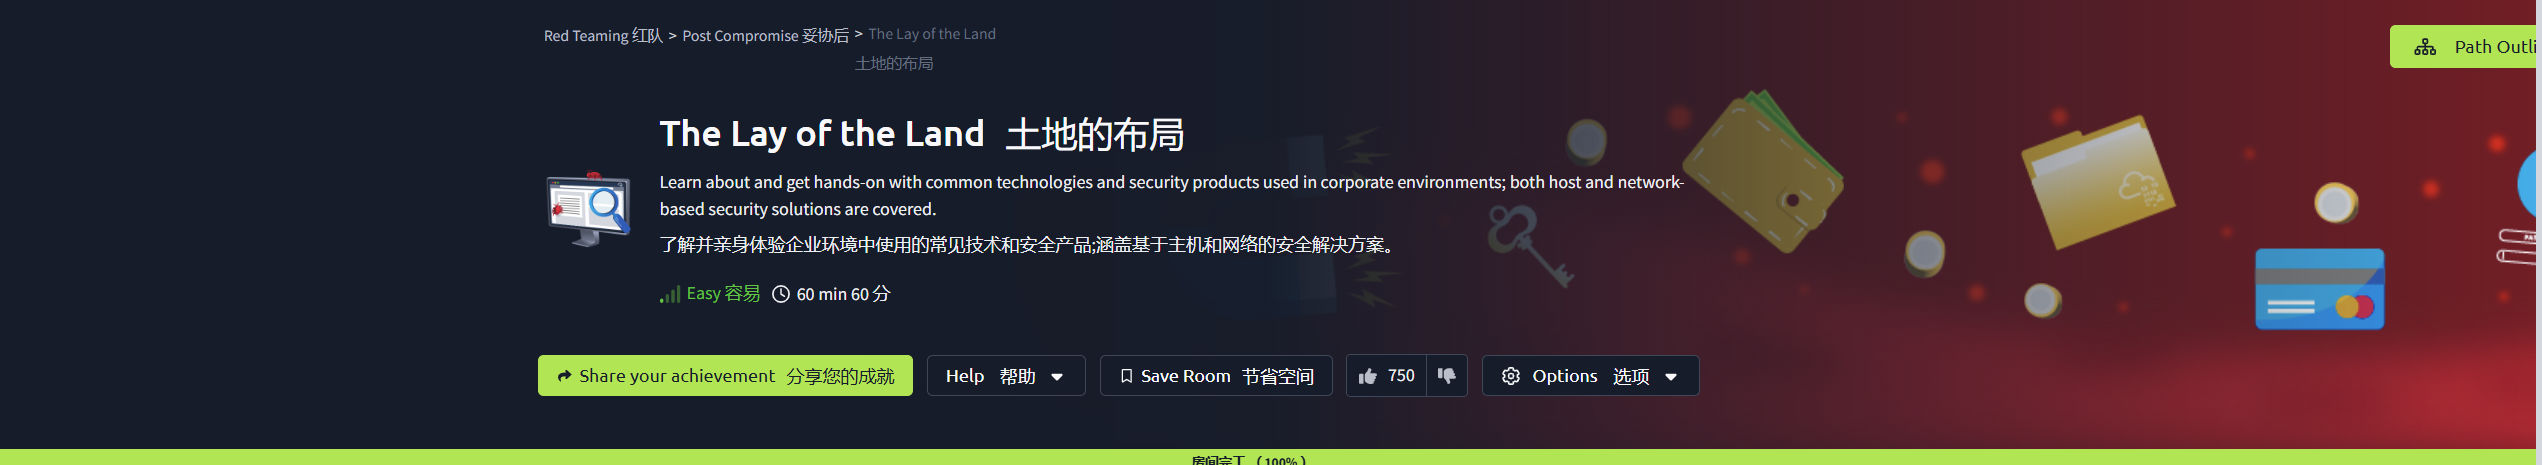 Red Teaming 红队 > Post Compromise 妥协后 > The Lay of the Land
土地的布局
Path Outli
The Lay of the Land 土地的布局
Learn about and get hands-on with common technologies and security products used in corporate environments; both host and network-
based security solutions are covered.
了解并亲身体验企业环境中使用的常见技术和安全产品;涵盖基于主机和网络的安全解决方案。
Easy 容易 60 min 60 分
Share your achievement 分享您的成就 Help 帮助 Save Room 节省空间 750 Options 选项
房间完工 ( 100% )